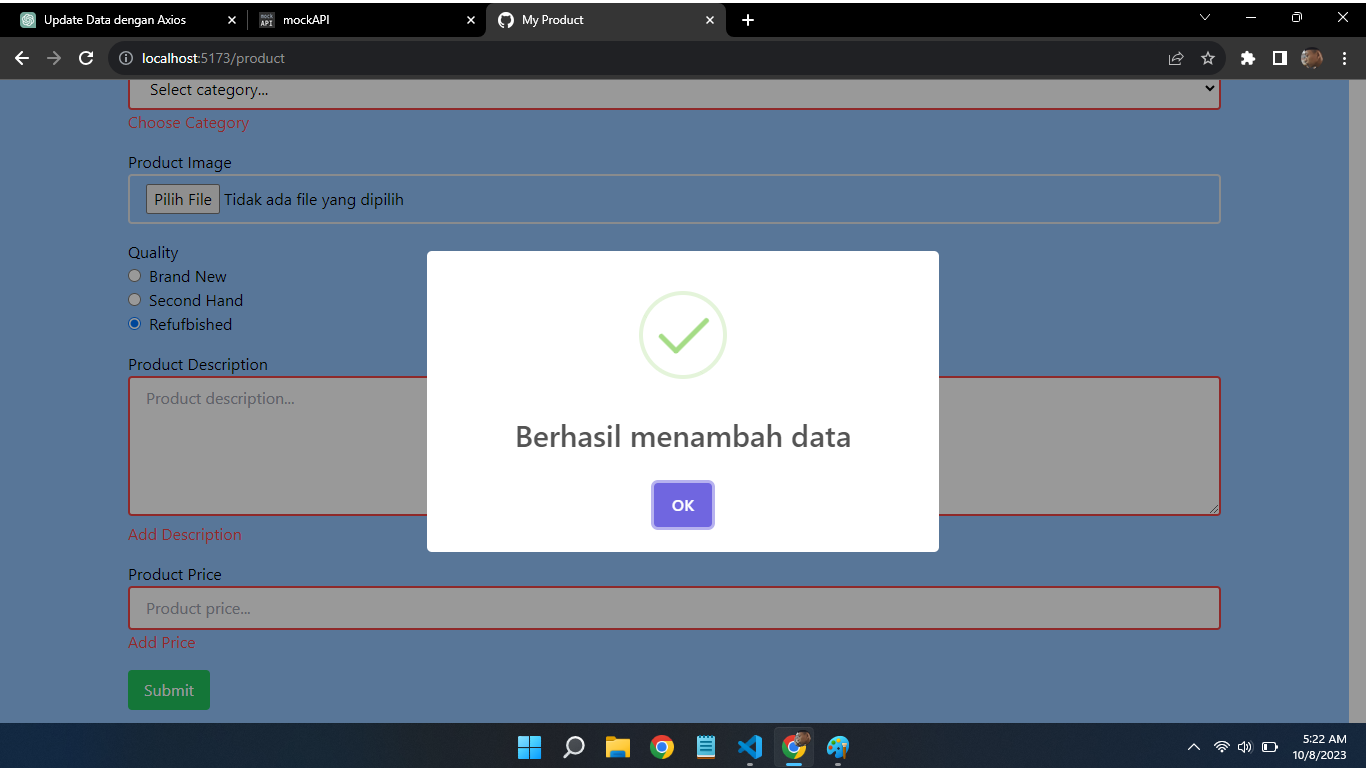 Update Data dengan Axios
mock
API
mockAPI
My Product
localhost:5173/product
Select category...
Choose Category
Product Image
Pilih File Tidak ada file yang dipilih
Quality
Brand New
Second Hand
Refufbished
Product Description
Product description...
Add Description
Berhasil menambah data
OK
Product Price
Product price...
Add Price
Submit
5:22 AM
10/8/2023